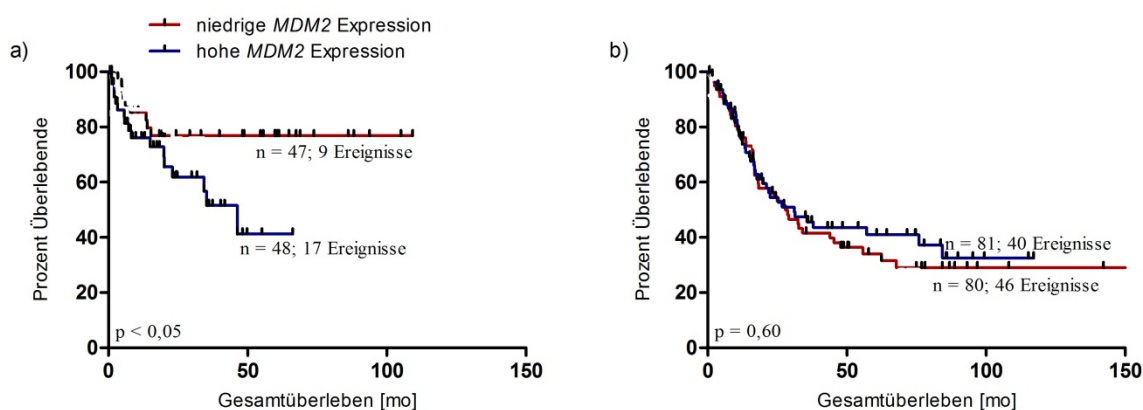 niedrige MDM2 Expression
hohe MDM2 Expression
a)
100
80
60
40
20
0
Prozent Überlebende
n = 47; 9 Ereignisse
n = 48; 17 Ereignisse
p < 0,05
0
50
100
150
Gesamtüberleben [mo]
b)
100
80
60
40
20
0
Prozent Überlebende
n = 81; 40 Ereignisse
n = 80; 46 Ereignisse
p = 0,60
0
50
100
150
Gesamtüberleben [mo]